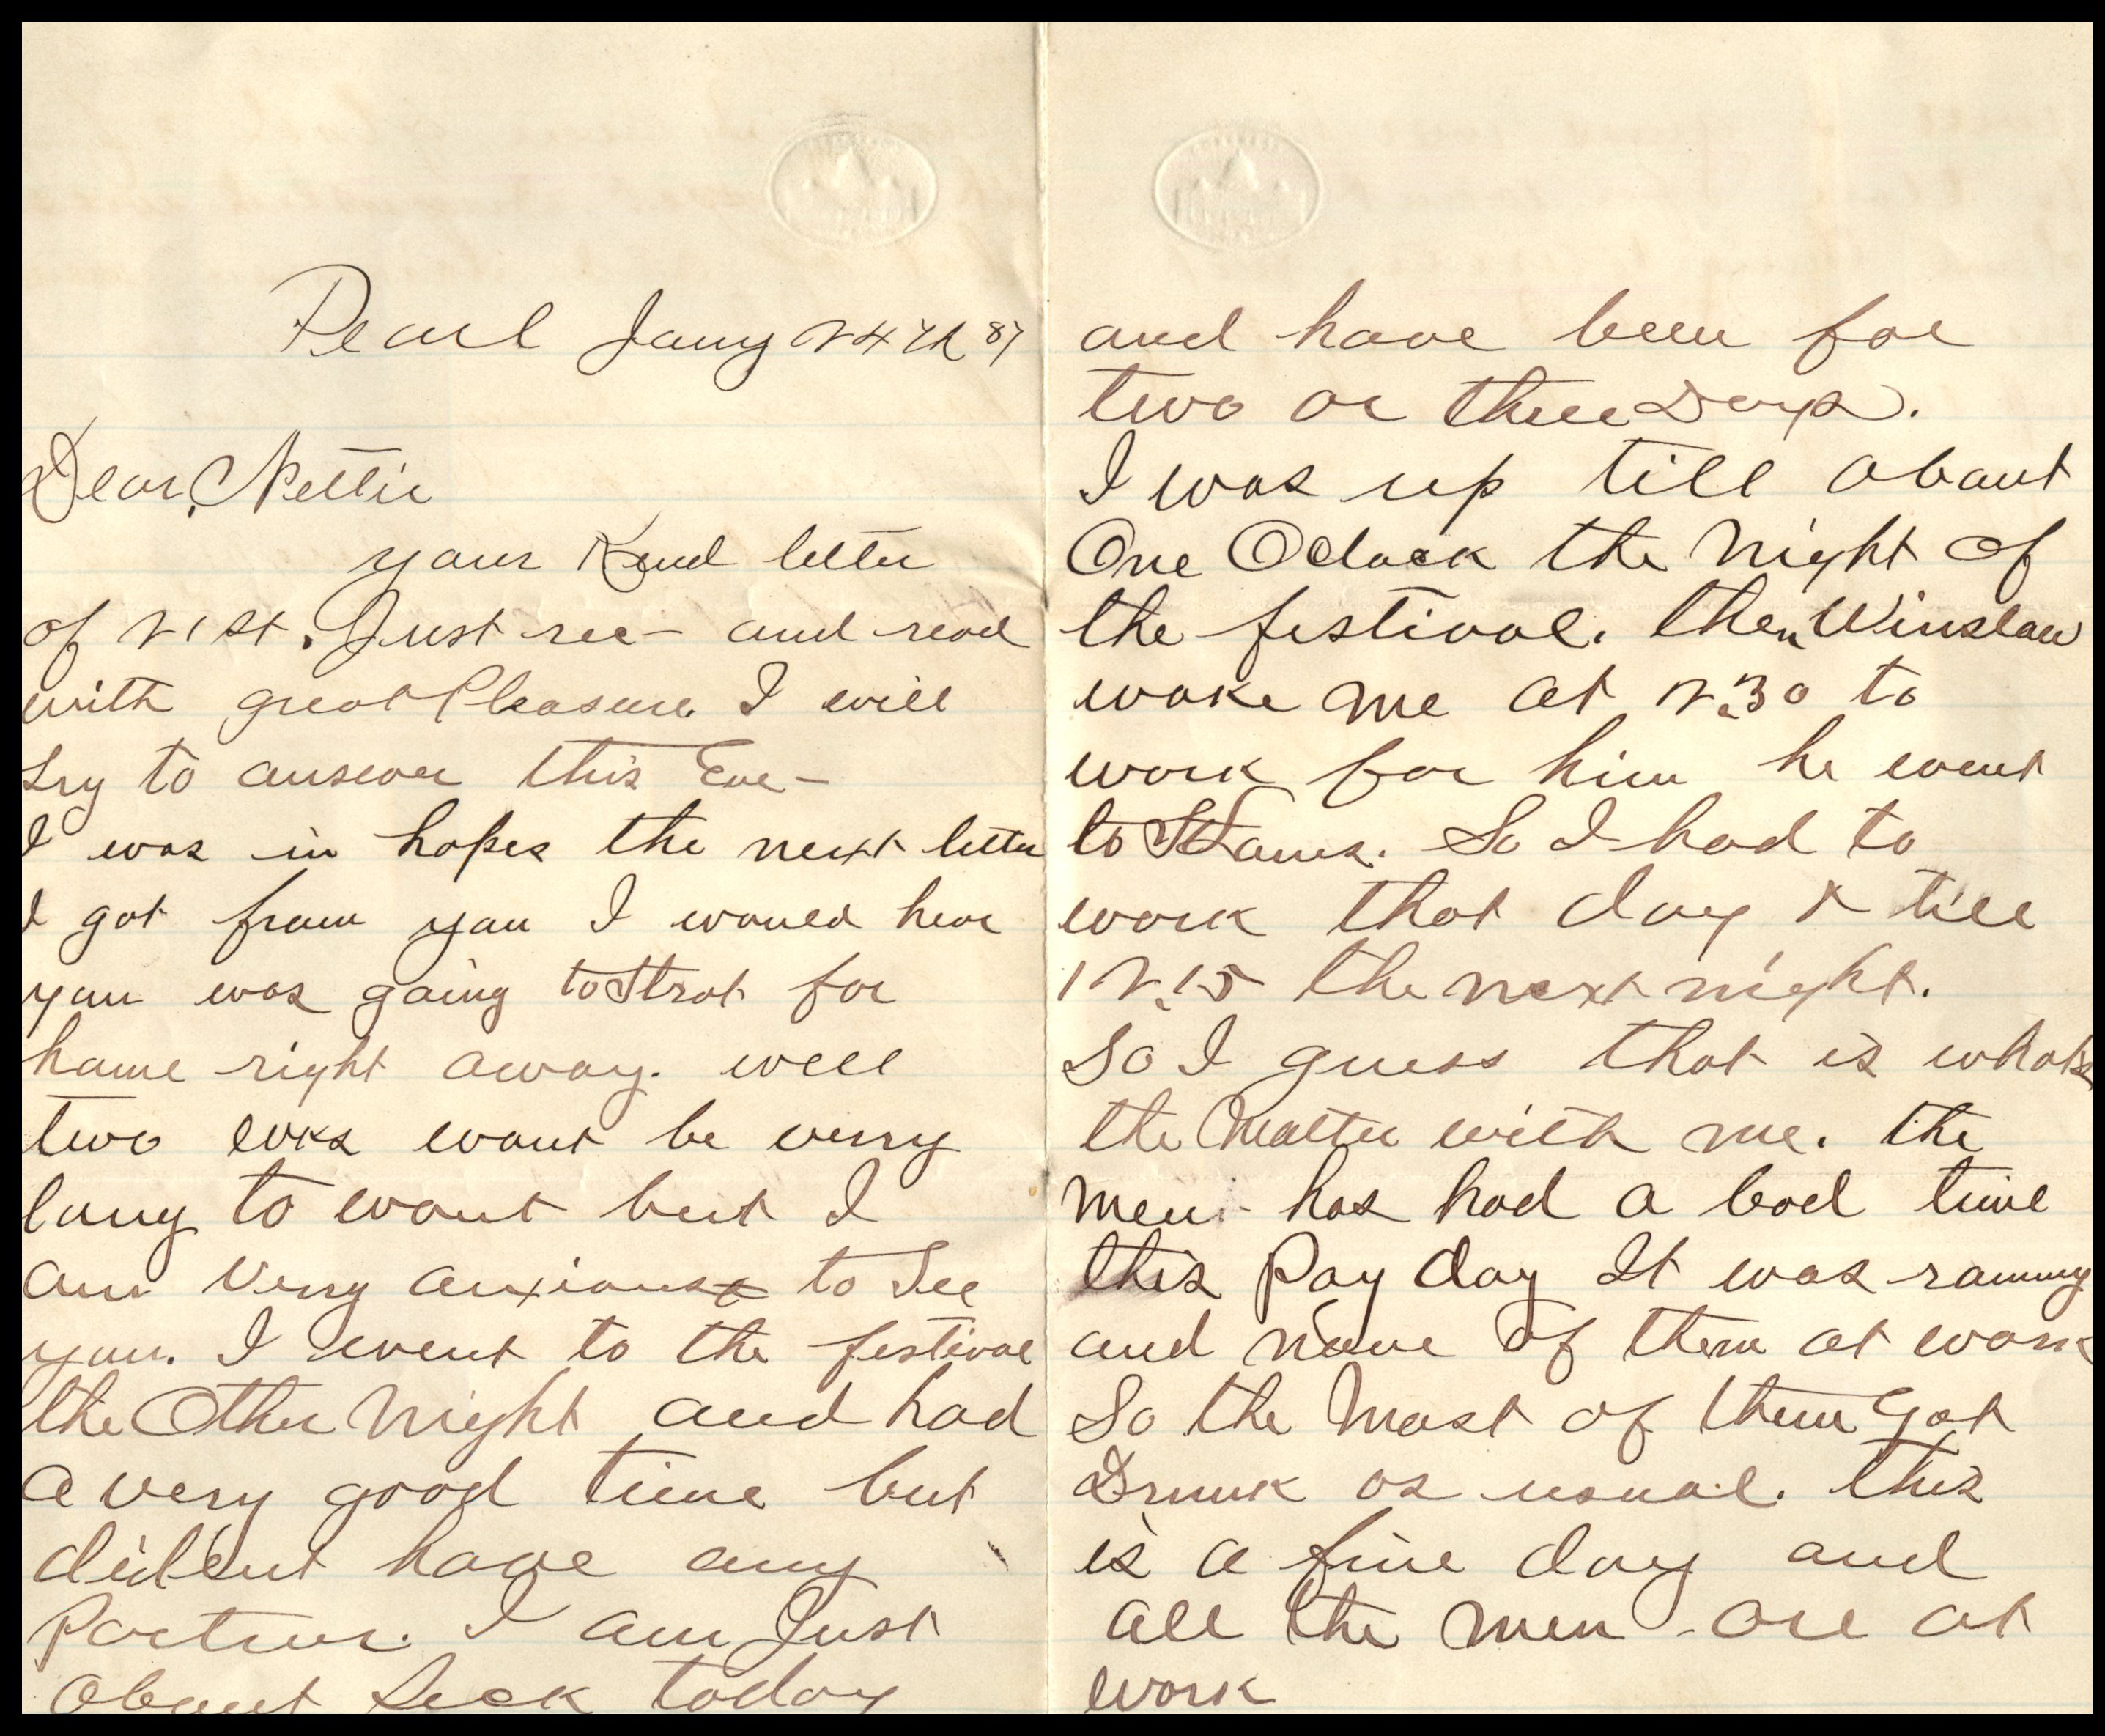 Pearl Jany 24th 87
Dear, Nettie
your Kind letter
of 21st. Just rec- and read
with great Pleasure. I will
try to answer this Eve-
I was in hopes the next letter
I got from you I would hear
you was going to Strat for
home right away. well
two wks wont be verry
long to wait but I
am Verry anxious to See
you. I went to the festival
the Other Night and had
a very good time but
did'ent have any
Partner. I am Just
about Sick today
and have been for
two or three Days.
I was up till about
One Oclock the Night of
the festival. then Winslow
woke me at 2:30 to
work for him he went
to St Louis. So I had to
work that day & till
12.15 the next night.
So I guess that is whats
the Matter with me. the
men has had a bad time
this Pay day It was rainny
and none of them at work
So the Most of them Got
Drunk as usual. this
is a fine day and
all the men are at
work